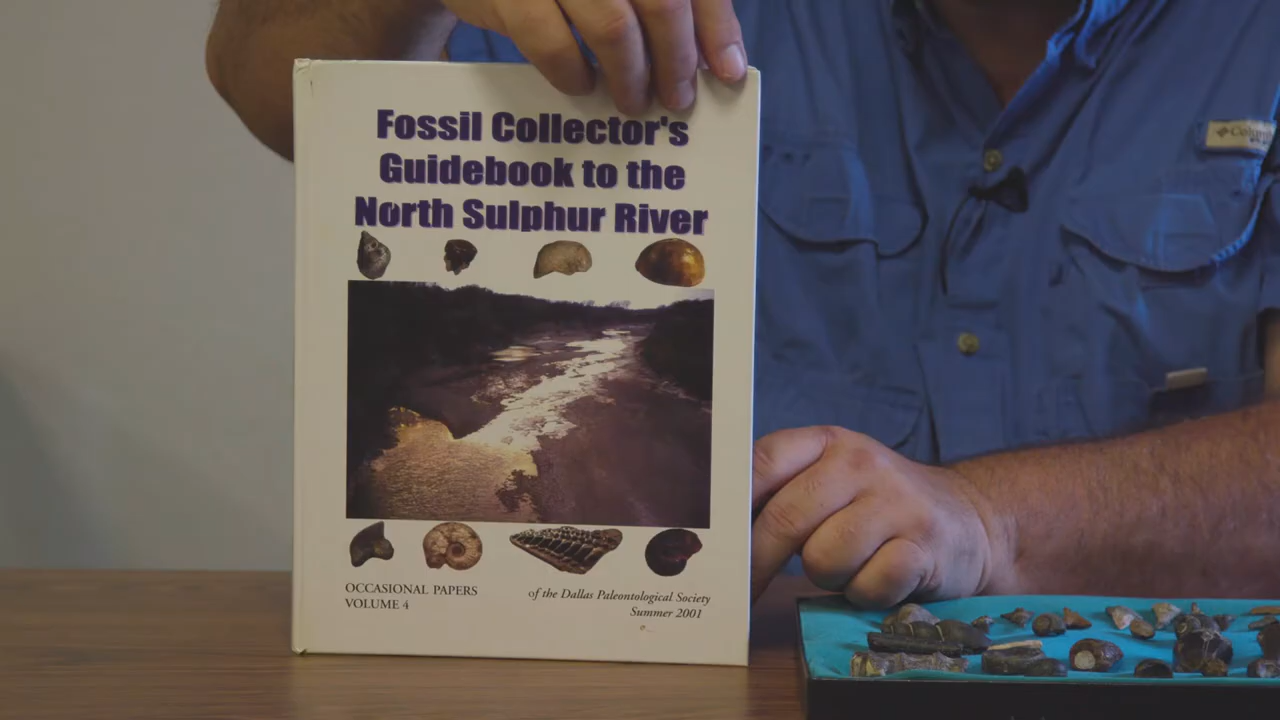 Fossil Collector's
Guidebook to the
North Sulphur River
OCCASIONAL PAPERS
VOLUME 4
of the Dallas Paleontological Society
Summer 2001